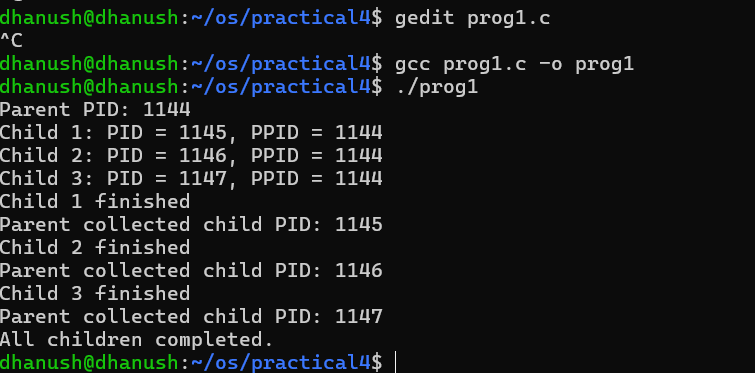 dhanush@dhanush:~/os/practical4$ gedit prog1.c
^C
dhanush@dhanush:~/os/practical4$ gcc prog1.c -o prog1
dhanush@dhanush:~/os/practical4$ ./prog1
Parent PID: 1144
Child 1: PID = 1145, PPID = 1144
Child 2: PID = 1146, PPID = 1144
Child 3: PID = 1147, PPID = 1144
Child 1 finished
Parent collected child PID: 1145
Child 2 finished
Parent collected child PID: 1146
Child 3 finished
Parent collected child PID: 1147
All children completed.
dhanush@dhanush:~/os/practical4$